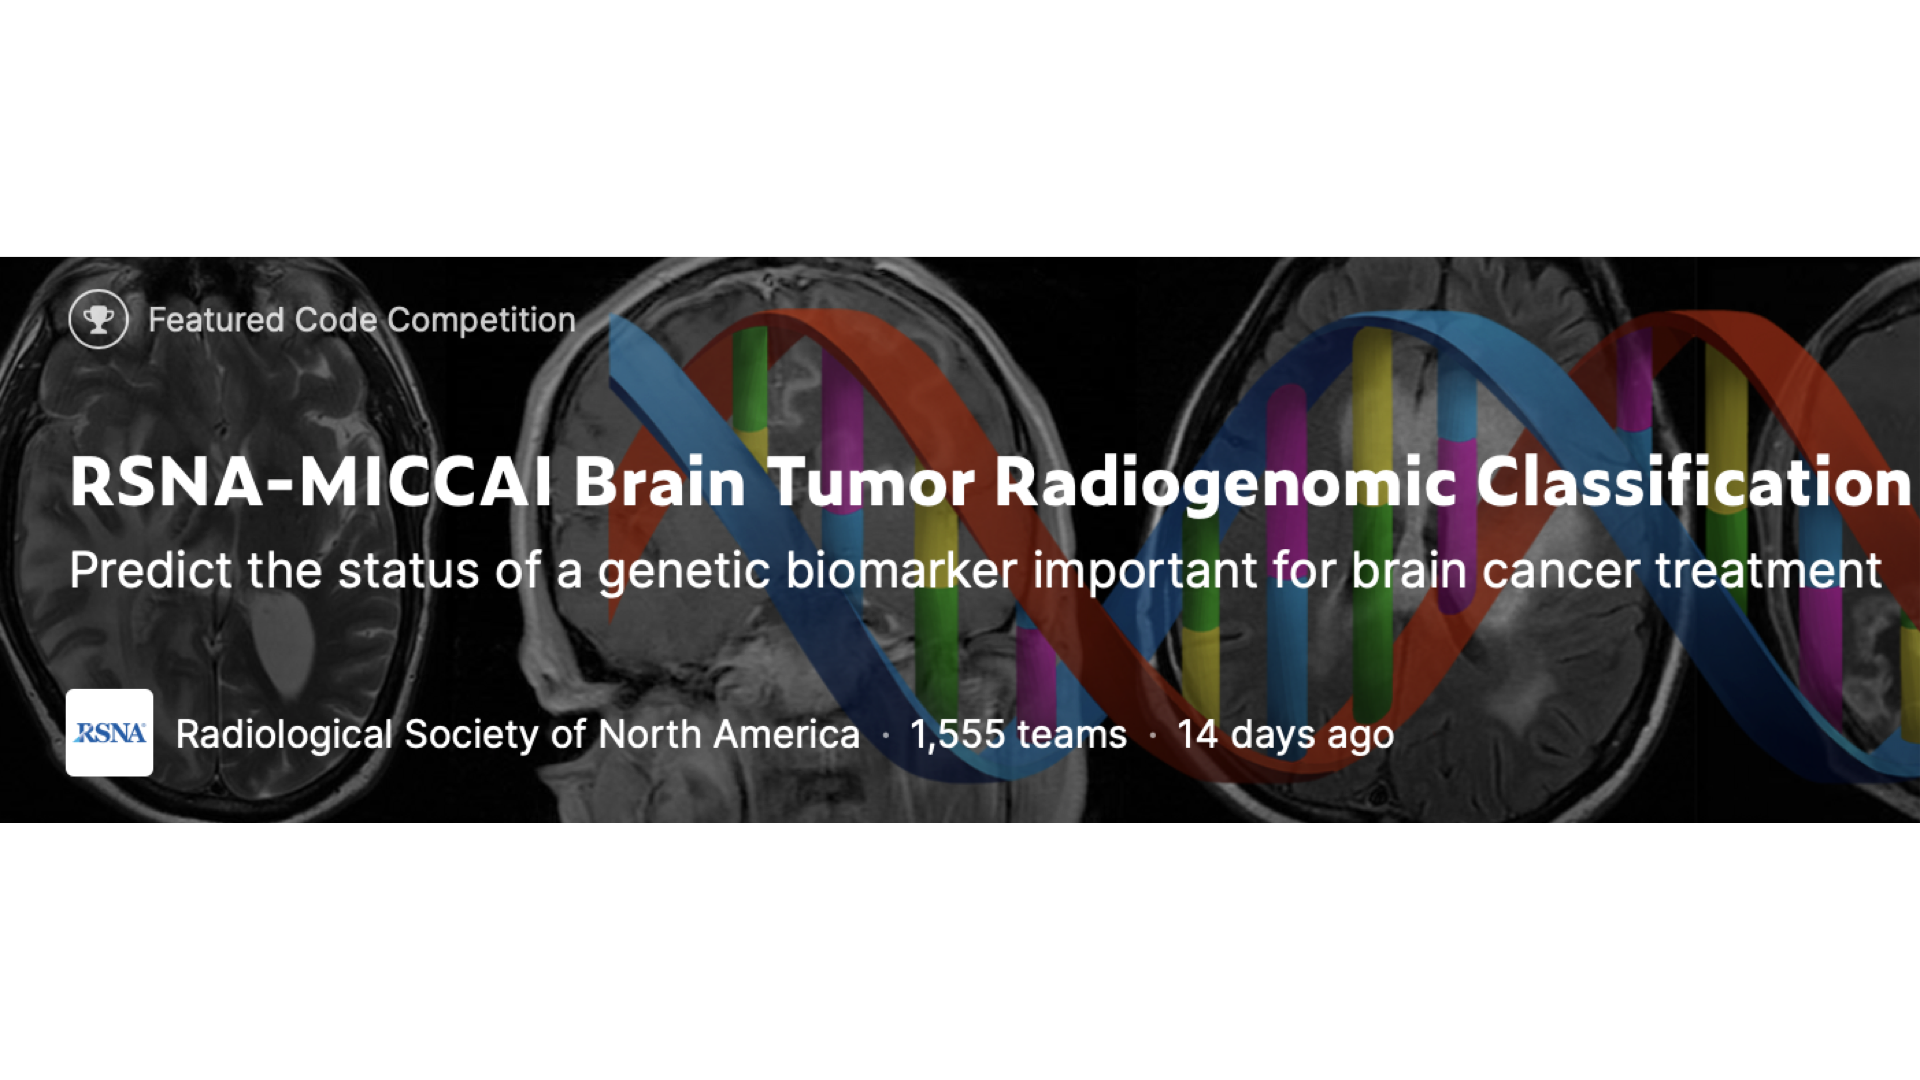 Featured Code Competition
RSNA-MICCAI Brain Tumor Radiogenomic Classification
Predict the status of a genetic biomarker important for brain cancer treatment
RSNA
Radiological Society of North America · 1,555 teams · 14 days ago